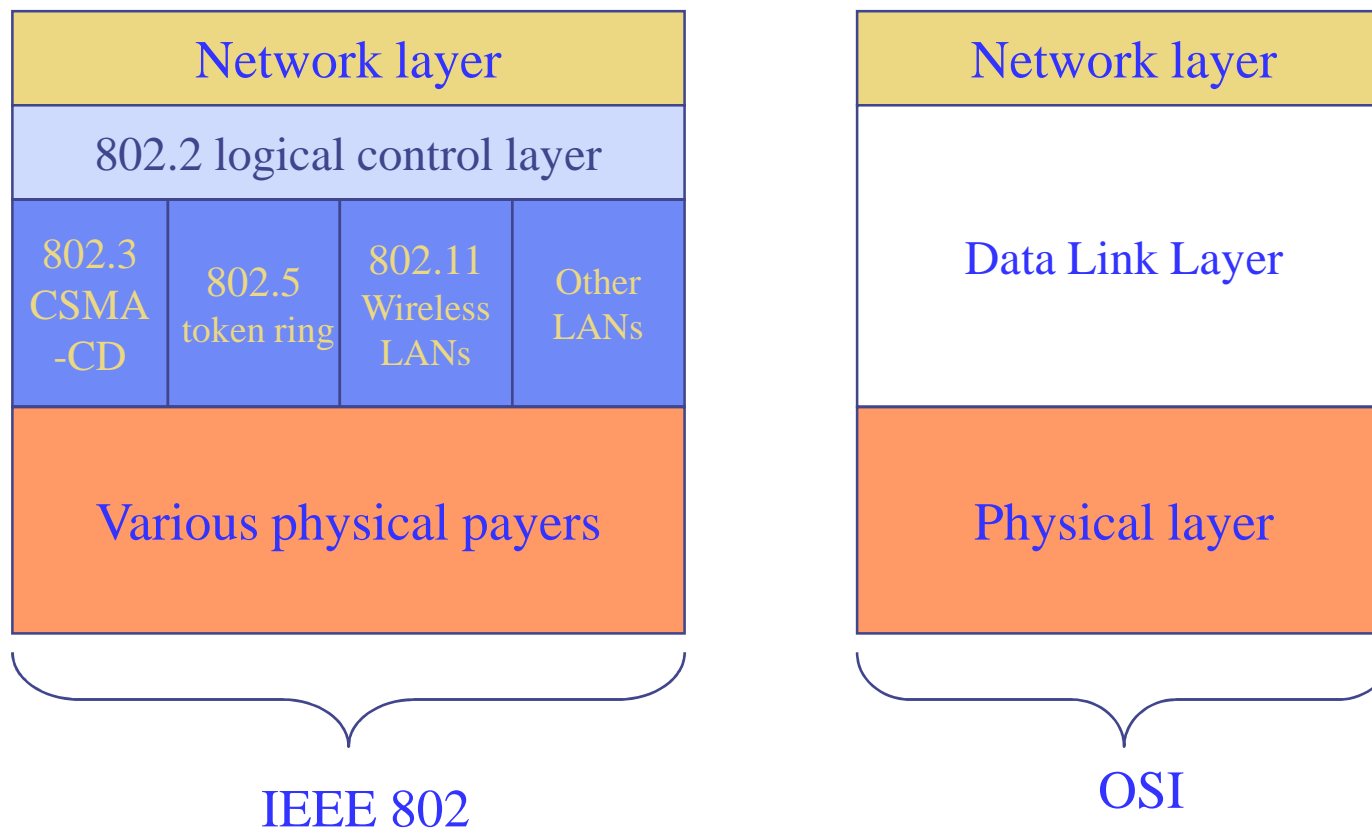 Network layer
802.2 logical control layer
802.3
CSMA
-CD
802.5
token ring
802.11
Wireless
LANs
Other
LANs
Various physical payers
IEEE 802
Network layer
Data Link Layer
Physical layer
OSI